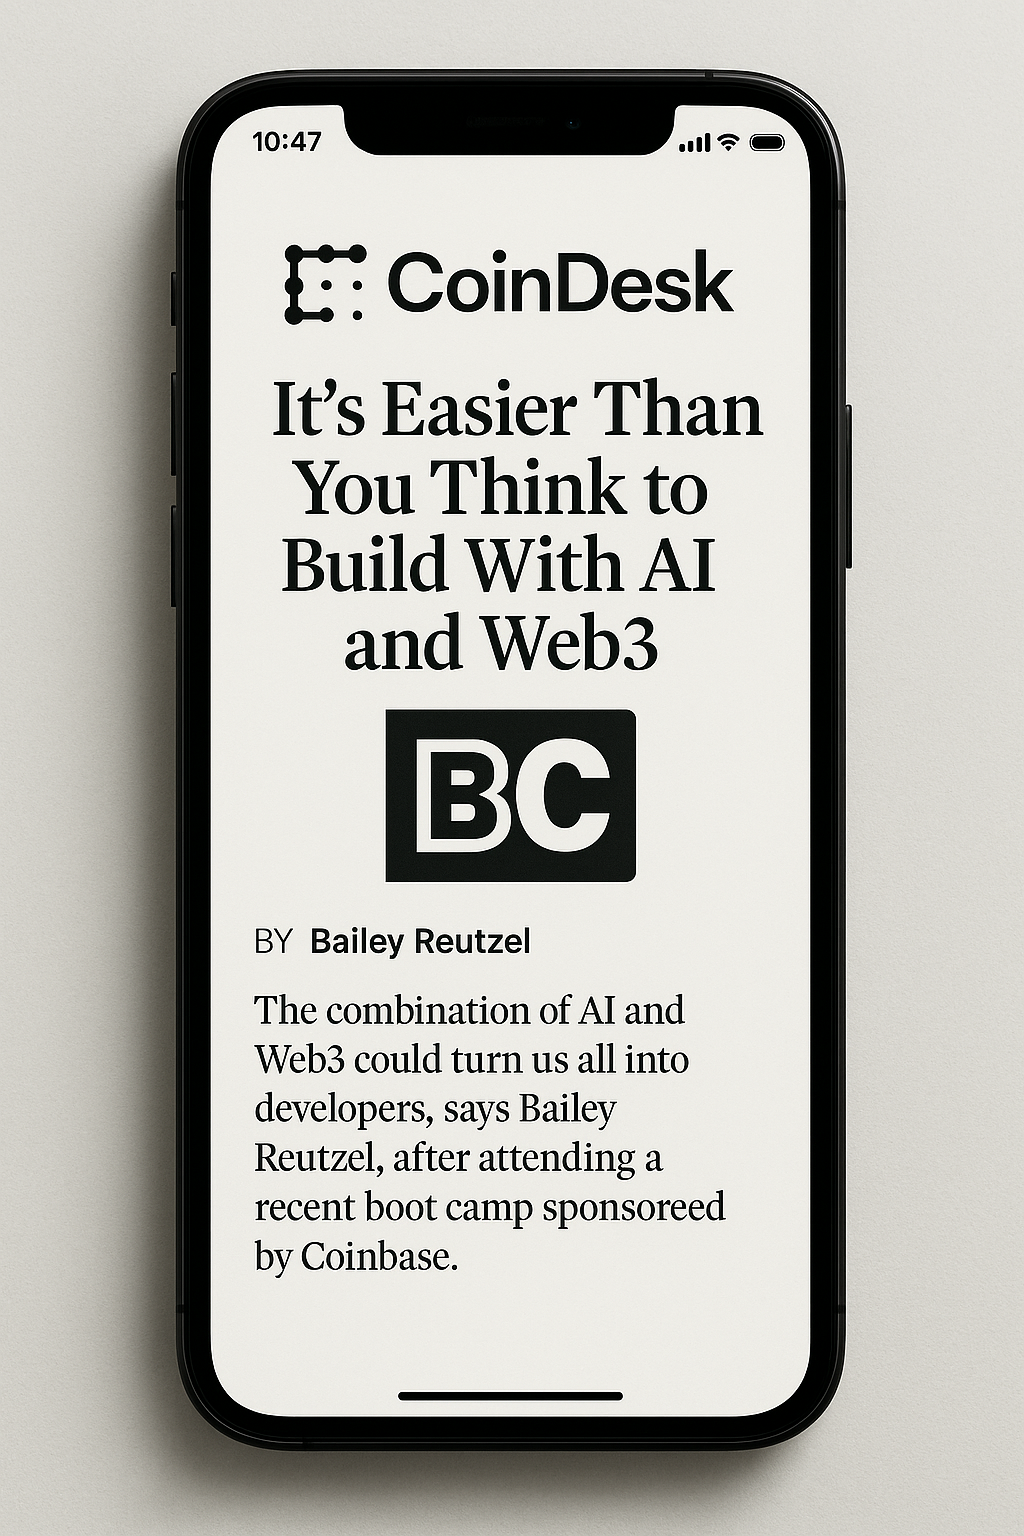 10:47
CoinDesk
It's Easier Than
You Think to
Build With AI
and Web3
BC
BY Bailey Reutzel
The combination of AI and
Web3 could turn us all into
developers, says Bailey
Reutzel, after attending a
recent boot camp sponsoreed
by Coinbase.